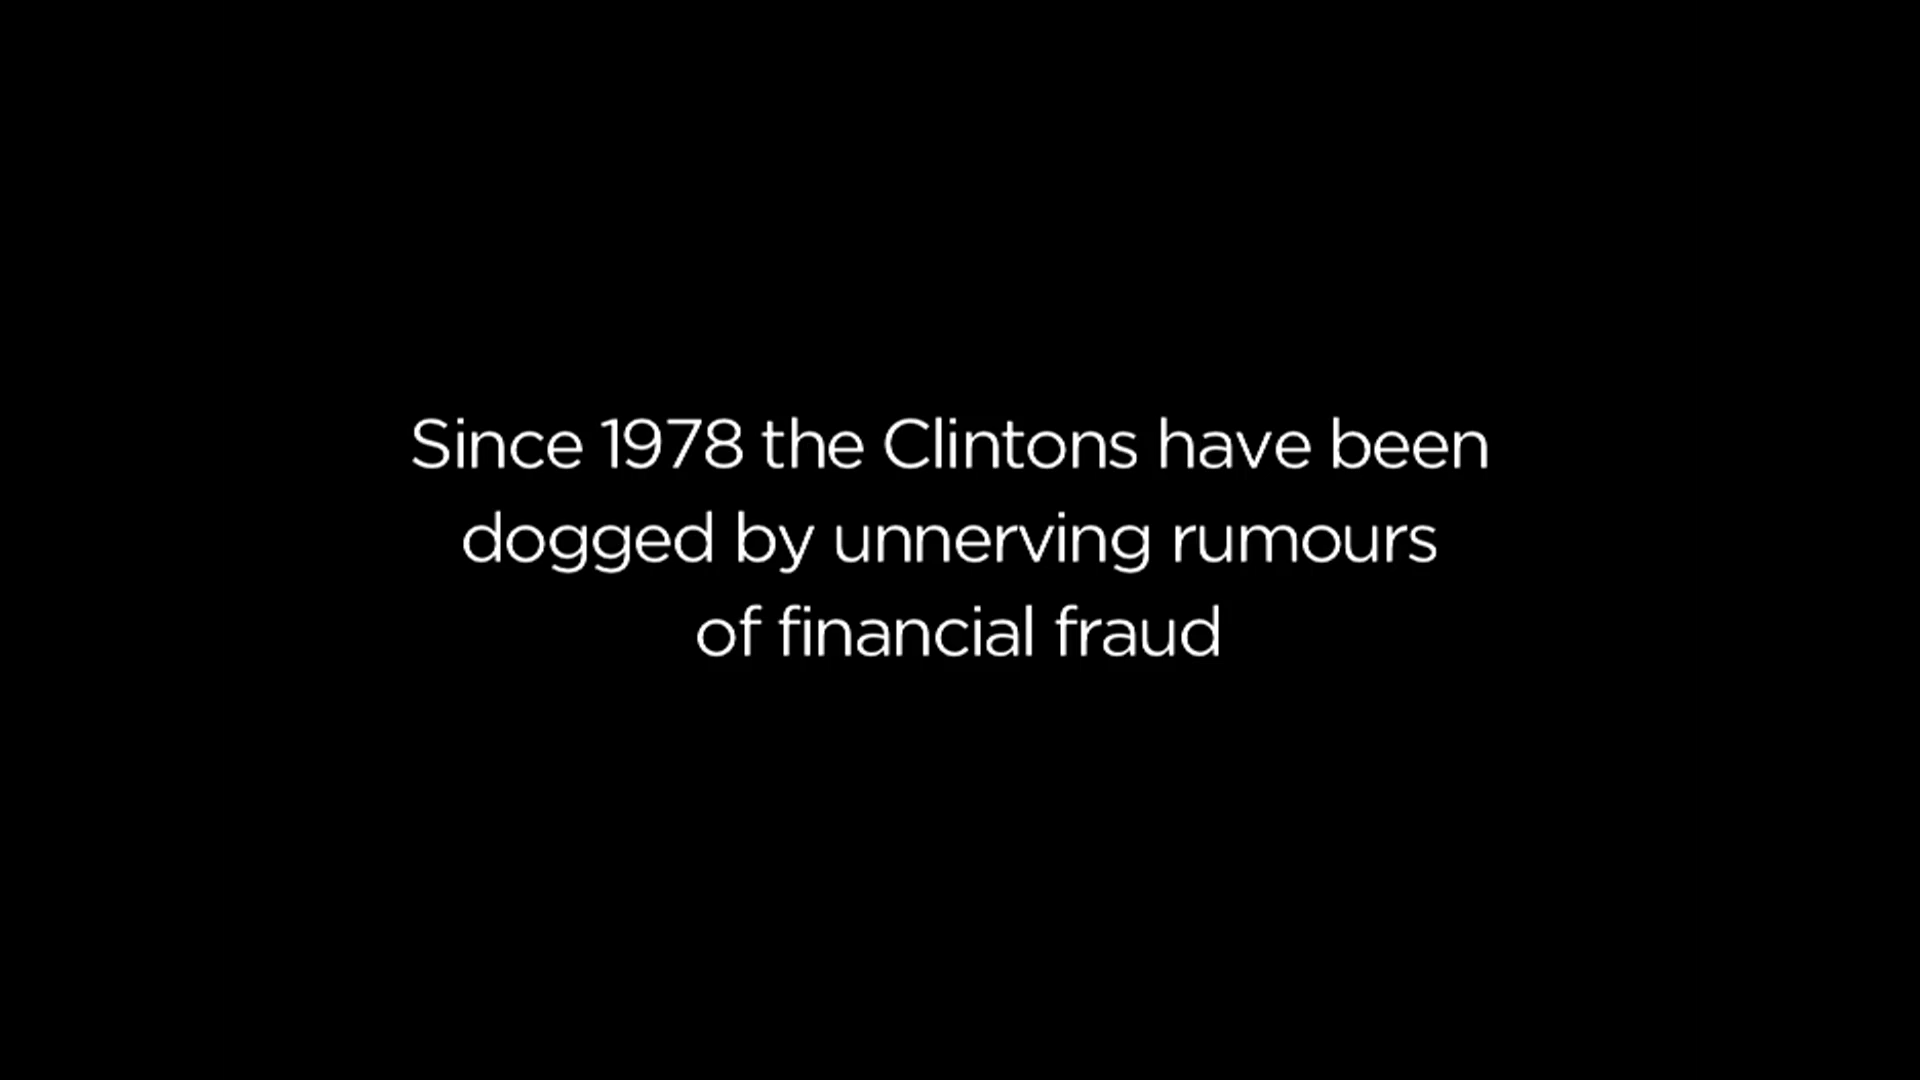 Since 1978 the Clintons have been
dogged by unnerving rumours
of financial fraud